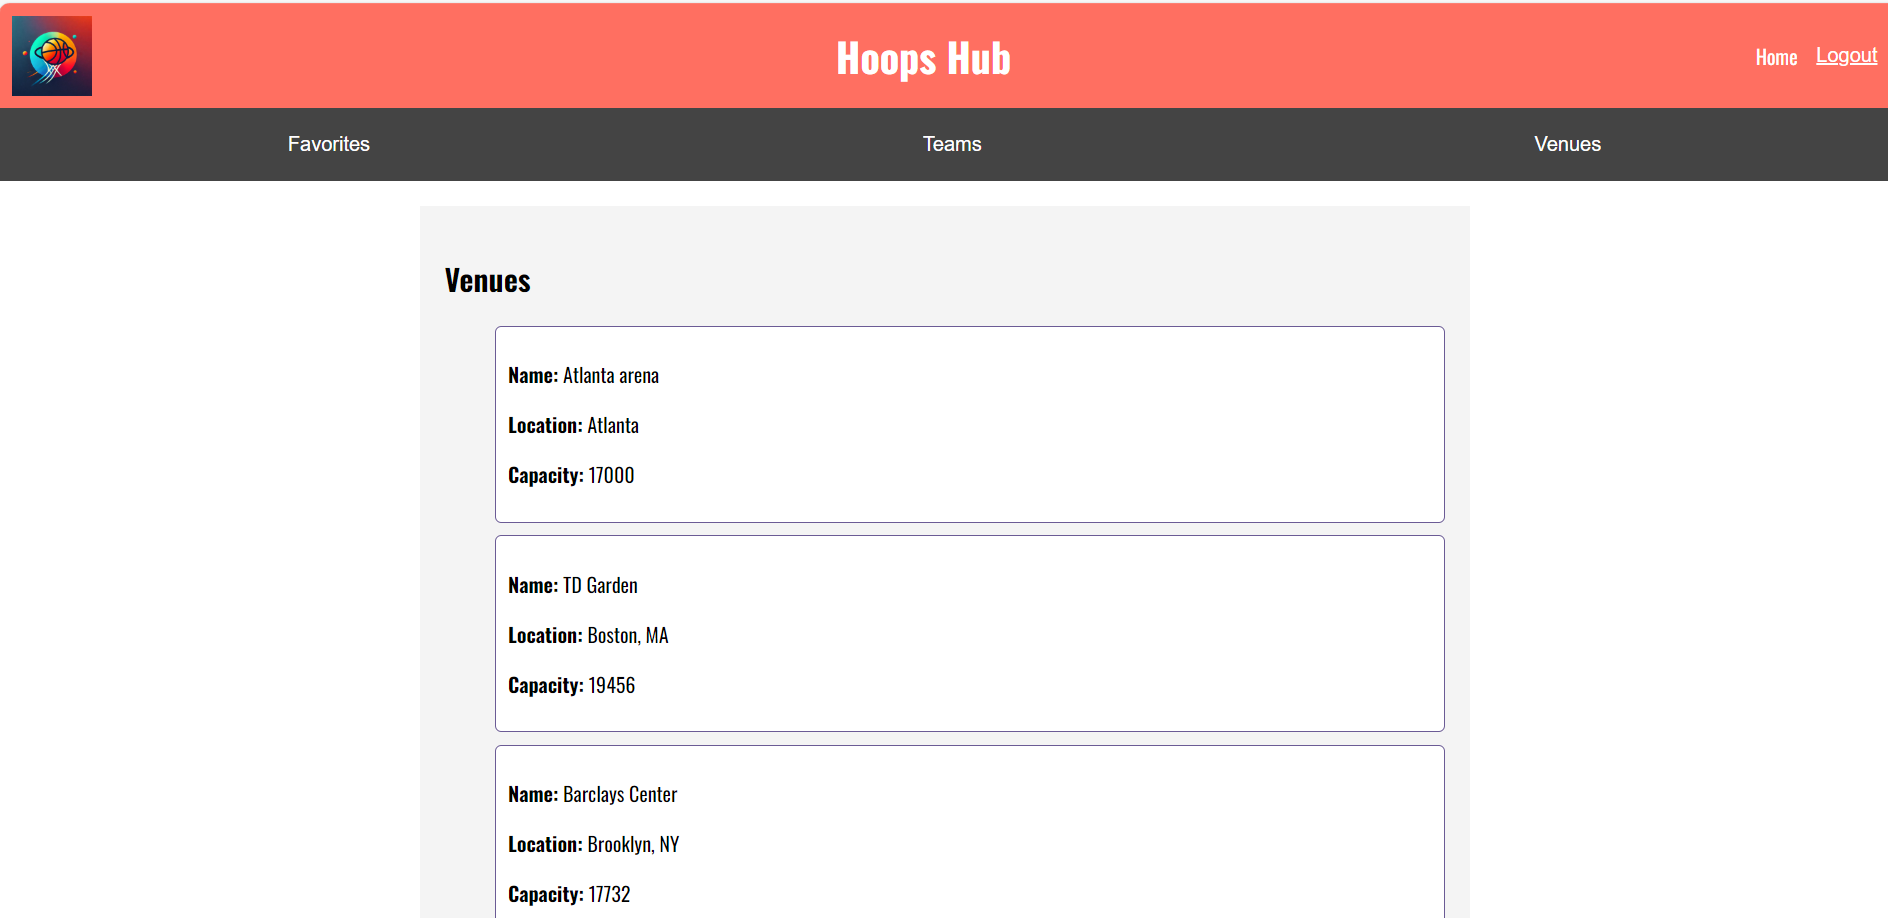 Hoops Hub
Home Logout
Favorites Teams Venues
Venues
Name: Atlanta arena
Location: Atlanta
Capacity: 17000
Name: TD Garden
Location: Boston, MA
Capacity: 19456
Name: Barclays Center
Location: Brooklyn, NY
Capacity: 17732